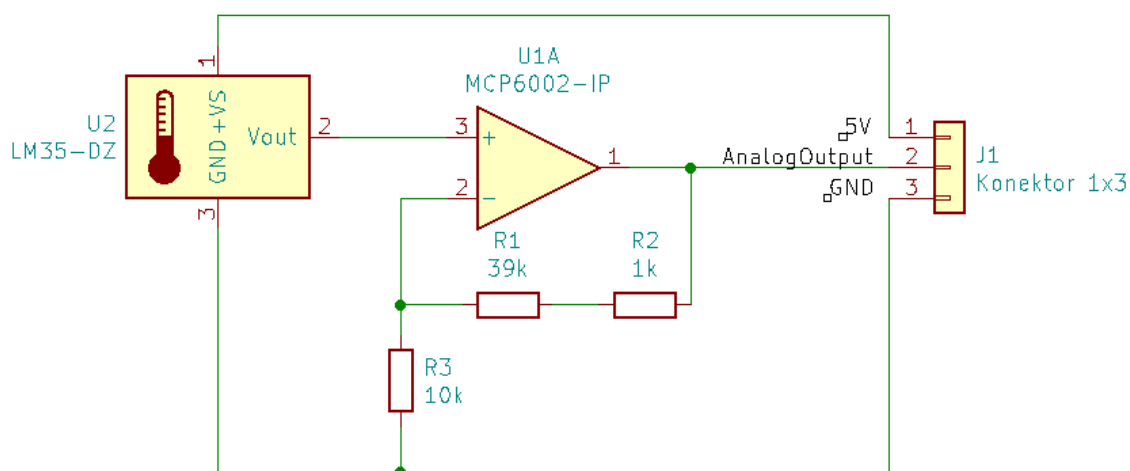 U1A
MCP6002-IP
1
U2
LM35-DZ
GND
+VS
Vout
2
3
3
+
2
-
1
5V
AnalogOutput
GND
1
2
3
J1
Konektor 1x3
R1
39k
R2
1k
R3
10k